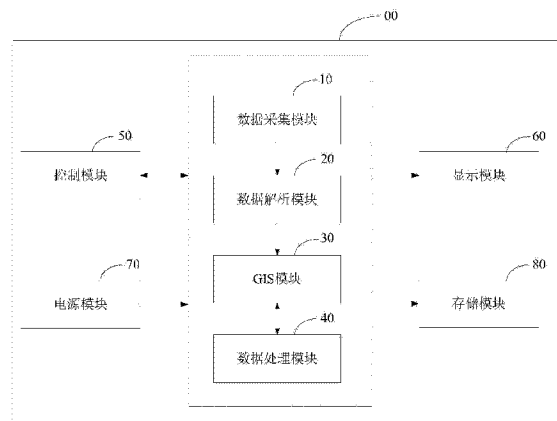 00
10
数据采集模块
50
20
60
控制模块
数据解析模块
显示模块
30
70
80
GIS模块
电源模块
存储模块
40
数据处理模块